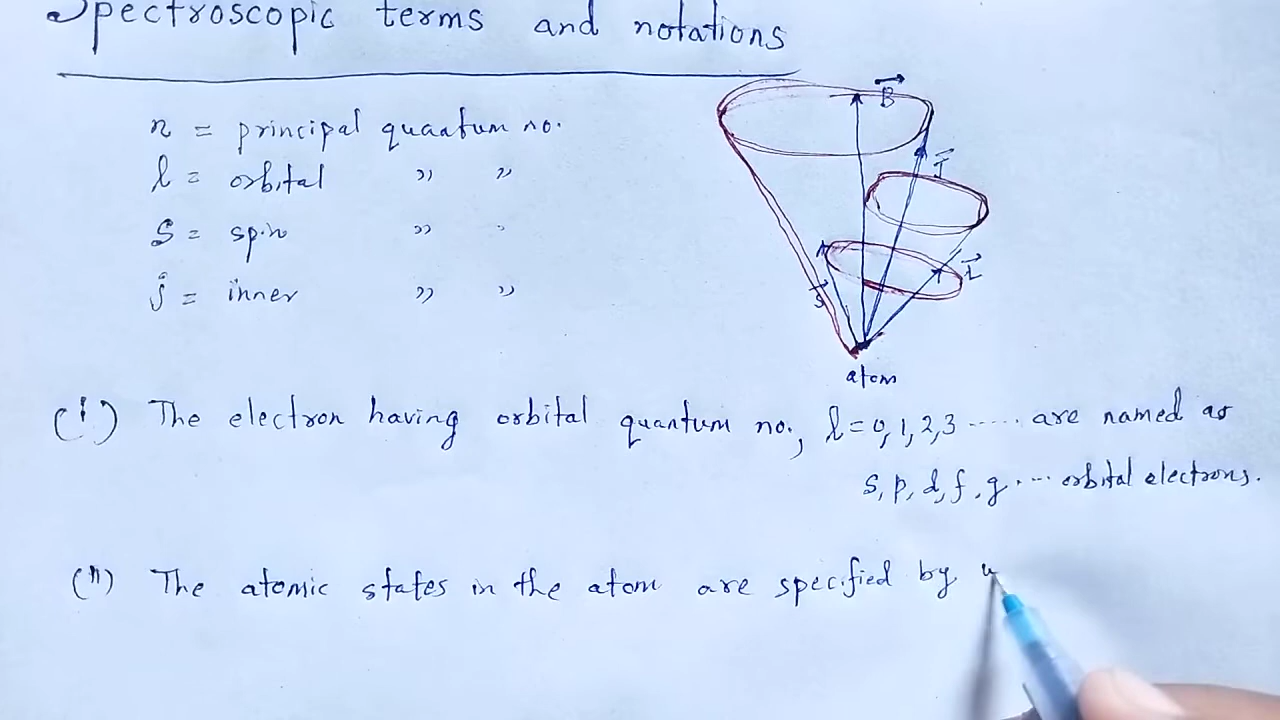 Spectroscopic terms and notations
n = principal quantum no.
l = orbital " "
S = spin " "
j = inner " "
B
J
L
S
atom
(i) The electron having orbital quantum no., l = 0, 1, 2, 3 ..... are named as
s, p, d, f, g .... orbital electrons.
(ii) The atomic states in the atom are specified by